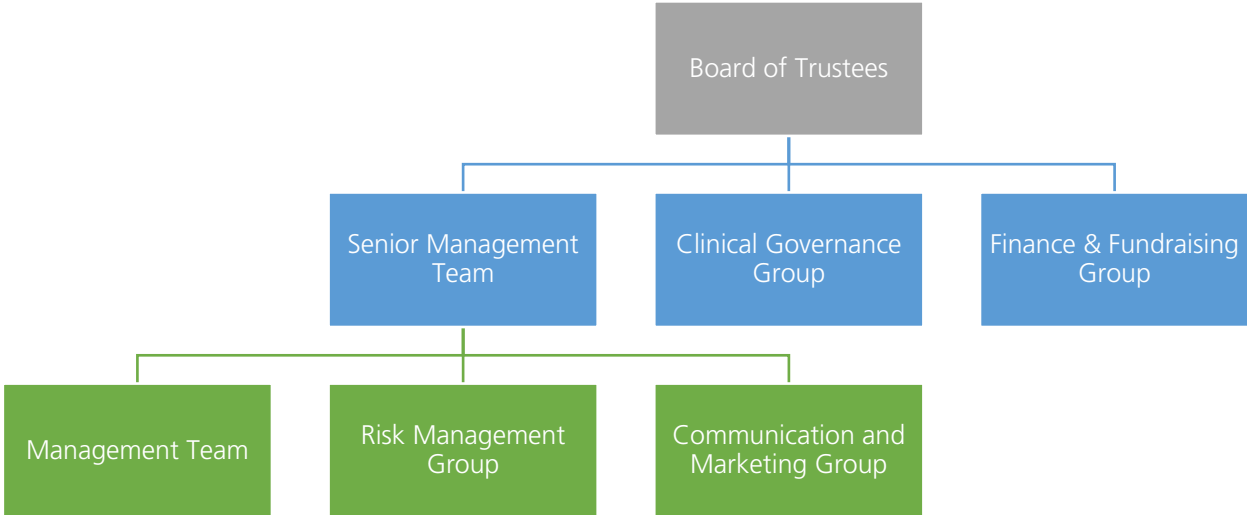 Board of Trustees
Senior Management
Team
Clinical Governance
Group
Finance & Fundraising
Group
Management Team
Risk Management
Group
Communication and
Marketing Group